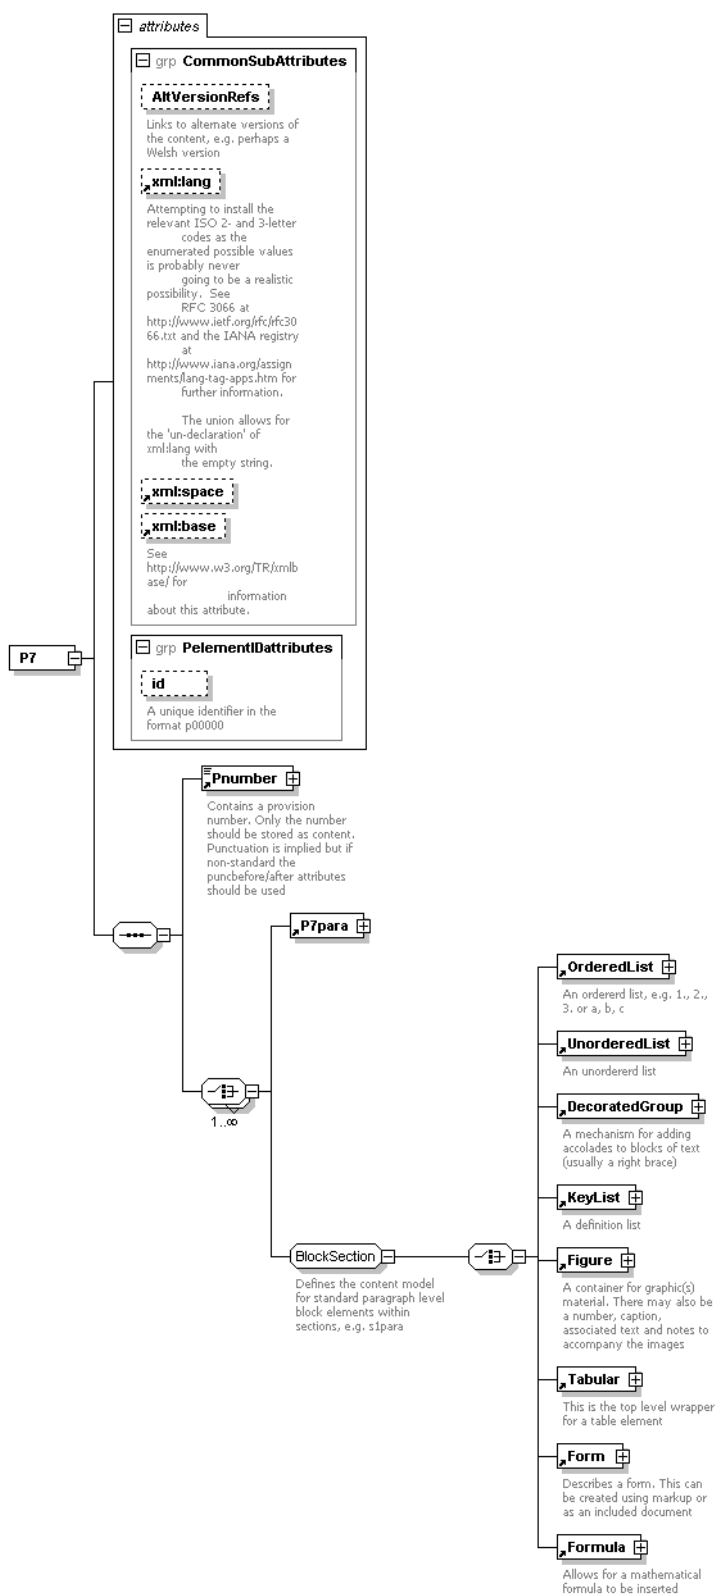 attributes
grp CommonSubAttributes
AltVersionRefs
Links to alternate versions of
the content, e.g. perhaps a
Welsh version
xml:lang
Attempting to install the
relevant ISO 2- and 3-letter
codes as the
enumerated possible values
is probably never
going to be a realistic
possibility. See
RFC 3066 at
http://www.ietf.org/rfc/rfc30
66.txt and the IANA registry
at
http://www.iana.org/assign
ments/lang-tag-apps.htm for
further information.
The union allows for
the 'un-declaration' of
xml:lang with
the empty string.
xml:space
xml:base
See
http://www.w3.org/TR/xmlb
ase/ for
information
about this attribute.
P7
grp PelementIDattributes
id
A unique identifier in the
format p00000
Pnumber
Contains a provision
number. Only the number
should be stored as content.
Punctuation is implied but if
non-standard the
puncbefore/after attributes
should be used
P7para
OrderedList
An ordererd list, e.g. 1., 2.,
3. or a, b, c
UnorderedList
An unordererd list
1..∞
DecoratedGroup
A mechanism for adding
accolades to blocks of text
(usually a right brace)
KeyList
A definition list
BlockSection
Defines the content model
for standard paragraph level
block elements within
sections, e.g. s1para
Figure
A container for graphic(s)
material. There may also be
a number, caption,
associated text and notes to
accompany the images
Tabular
This is the top level wrapper
for a table element
Form
Describes a form. This can
be created using markup or
as an included document
Formula
Allows for a mathematical
formula to be inserted